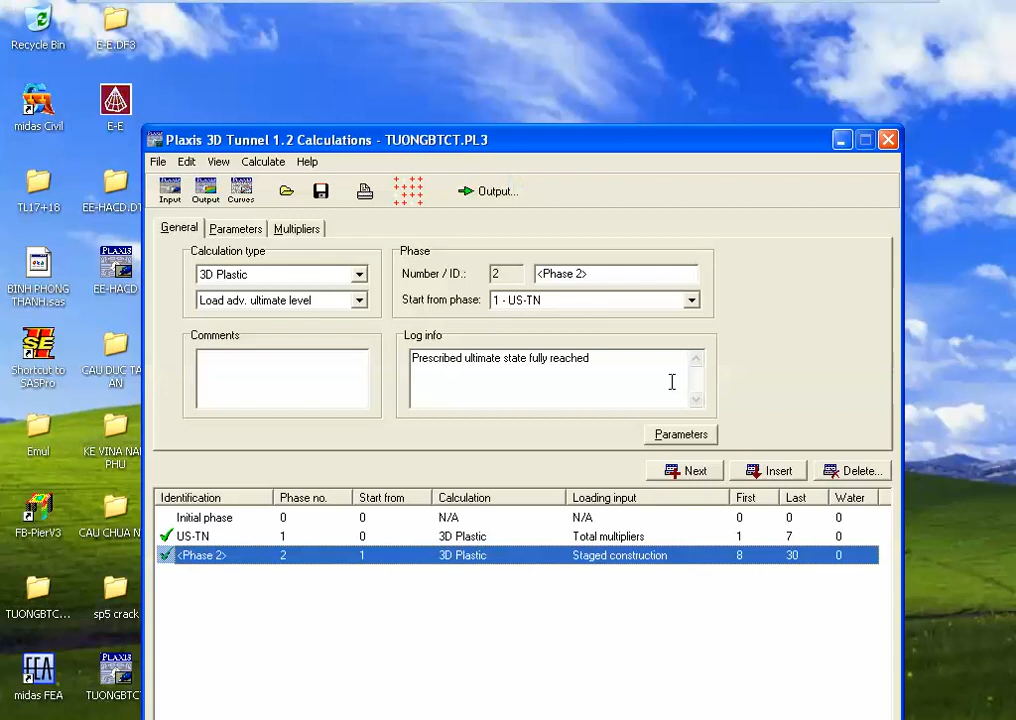 Recycle Bin
E-E.DF3
midas Civil
E-E
TL17+18
EE-HACD.D1
BINH PHONG
THANH.sas
EE-HACD
Shortcut to
SASPro
CAU DUC TA
AN
Emul
KE VINA NA
PHU
FB-PierV3
CAU CHUA N
TUONGBTC...
sp5 crack
midas FEA
TUONGBTC
Plaxis 3D Tunnel 1.2 Calculations - TUONGBTCT.PL3
File Edit View Calculate Help
Input Output Curves Output...
General Parameters Multipliers
Calculation type
3D Plastic
Load adv. ultimate level
Phase
Number / ID.: 2 <Phase 2>
Start from phase: 1 - US-TN
Comments
Log info
Prescribed ultimate state fully reached
Parameters
Next Insert Delete...
Identification Phase no. Start from Calculation Loading input First Last Water
Initial phase 0 0 N/A N/A 0 0 0
US-TN 1 0 3D Plastic Total multipliers 1 7 0
<Phase 2> 2 1 3D Plastic Staged construction 8 30 0